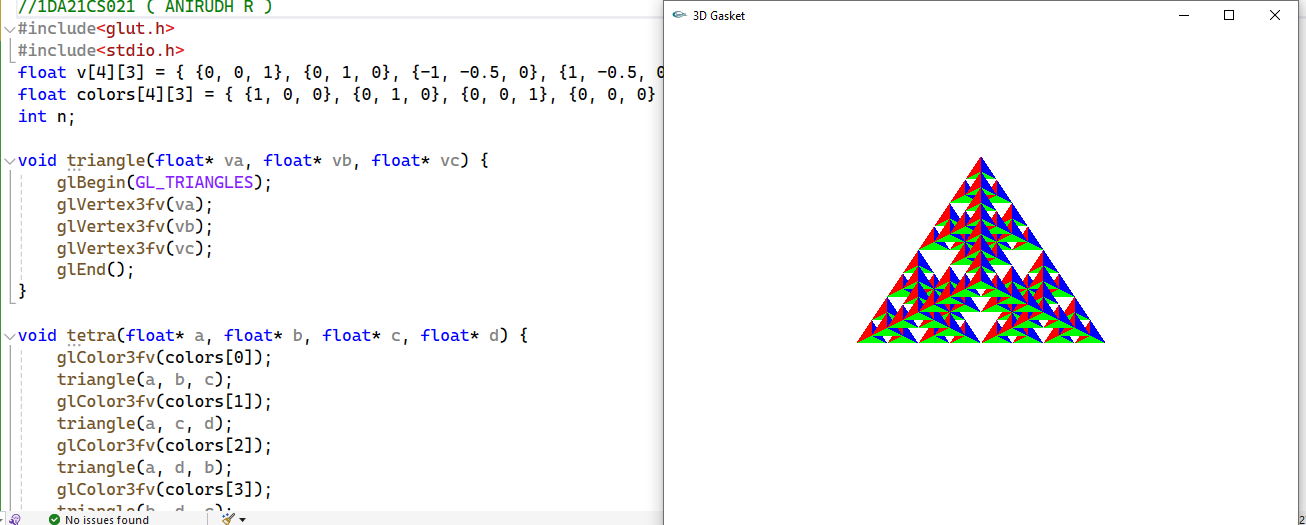 //1DA21CS021 ( ANIRUDH R )
#include<glut.h>
#include<stdio.h>
float v[4][3] = { {0, 0, 1}, {0, 1, 0}, {-1, -0.5, 0}, {1, -0.5, 0
float colors[4][3] = { {1, 0, 0}, {0, 1, 0}, {0, 0, 1}, {0, 0, 0}
int n;
void triangle(float* va, float* vb, float* vc) {
glBegin(GL_TRIANGLES);
glVertex3fv(va);
glVertex3fv(vb);
glVertex3fv(vc);
glEnd();
}
void tetra(float* a, float* b, float* c, float* d) {
glColor3fv(colors[0]);
triangle(a, b, c);
glColor3fv(colors[1]);
triangle(a, c, d);
glColor3fv(colors[2]);
triangle(a, d, b);
glColor3fv(colors[3]);
triangle(b, d, c);
No issues found
3D Gasket